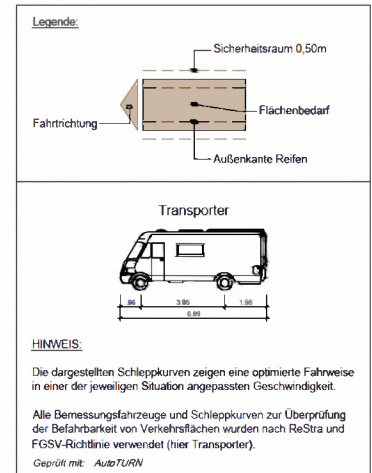 Legende:
Sicherheitsraum 0,50m
Flächenbedarf
Fahrtrichtung
Außenkante Reifen
Transporter
.96 3.95 1.98
6.89
HINWEIS:
Die dargestellten Schleppkurven zeigen eine optimierte Fahrweise
in einer der jeweiligen Situation angepassten Geschwindigkeit.
Alle Bemessungsfahrzeuge und Schleppkurven zur Überprüfung
der Befahrbarkeit von Verkehrsflächen wurden nach ReStra und
FGSV-Richtlinie verwendet (hier Transporter).
Geprüft mit: AutoTURN